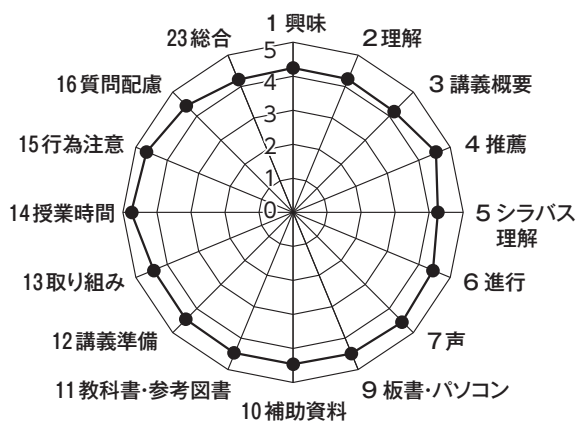 1 興味
2 理解
3 講義概要
4 推薦
5 シラバス
理解
6 進行
7 声
9 板書・パソコン
10 補助資料
11 教科書・参考図書
12 講義準備
13 取り組み
14 授業時間
15 行為注意
16 質問配慮
23 総合
5
4
3
2
1
0